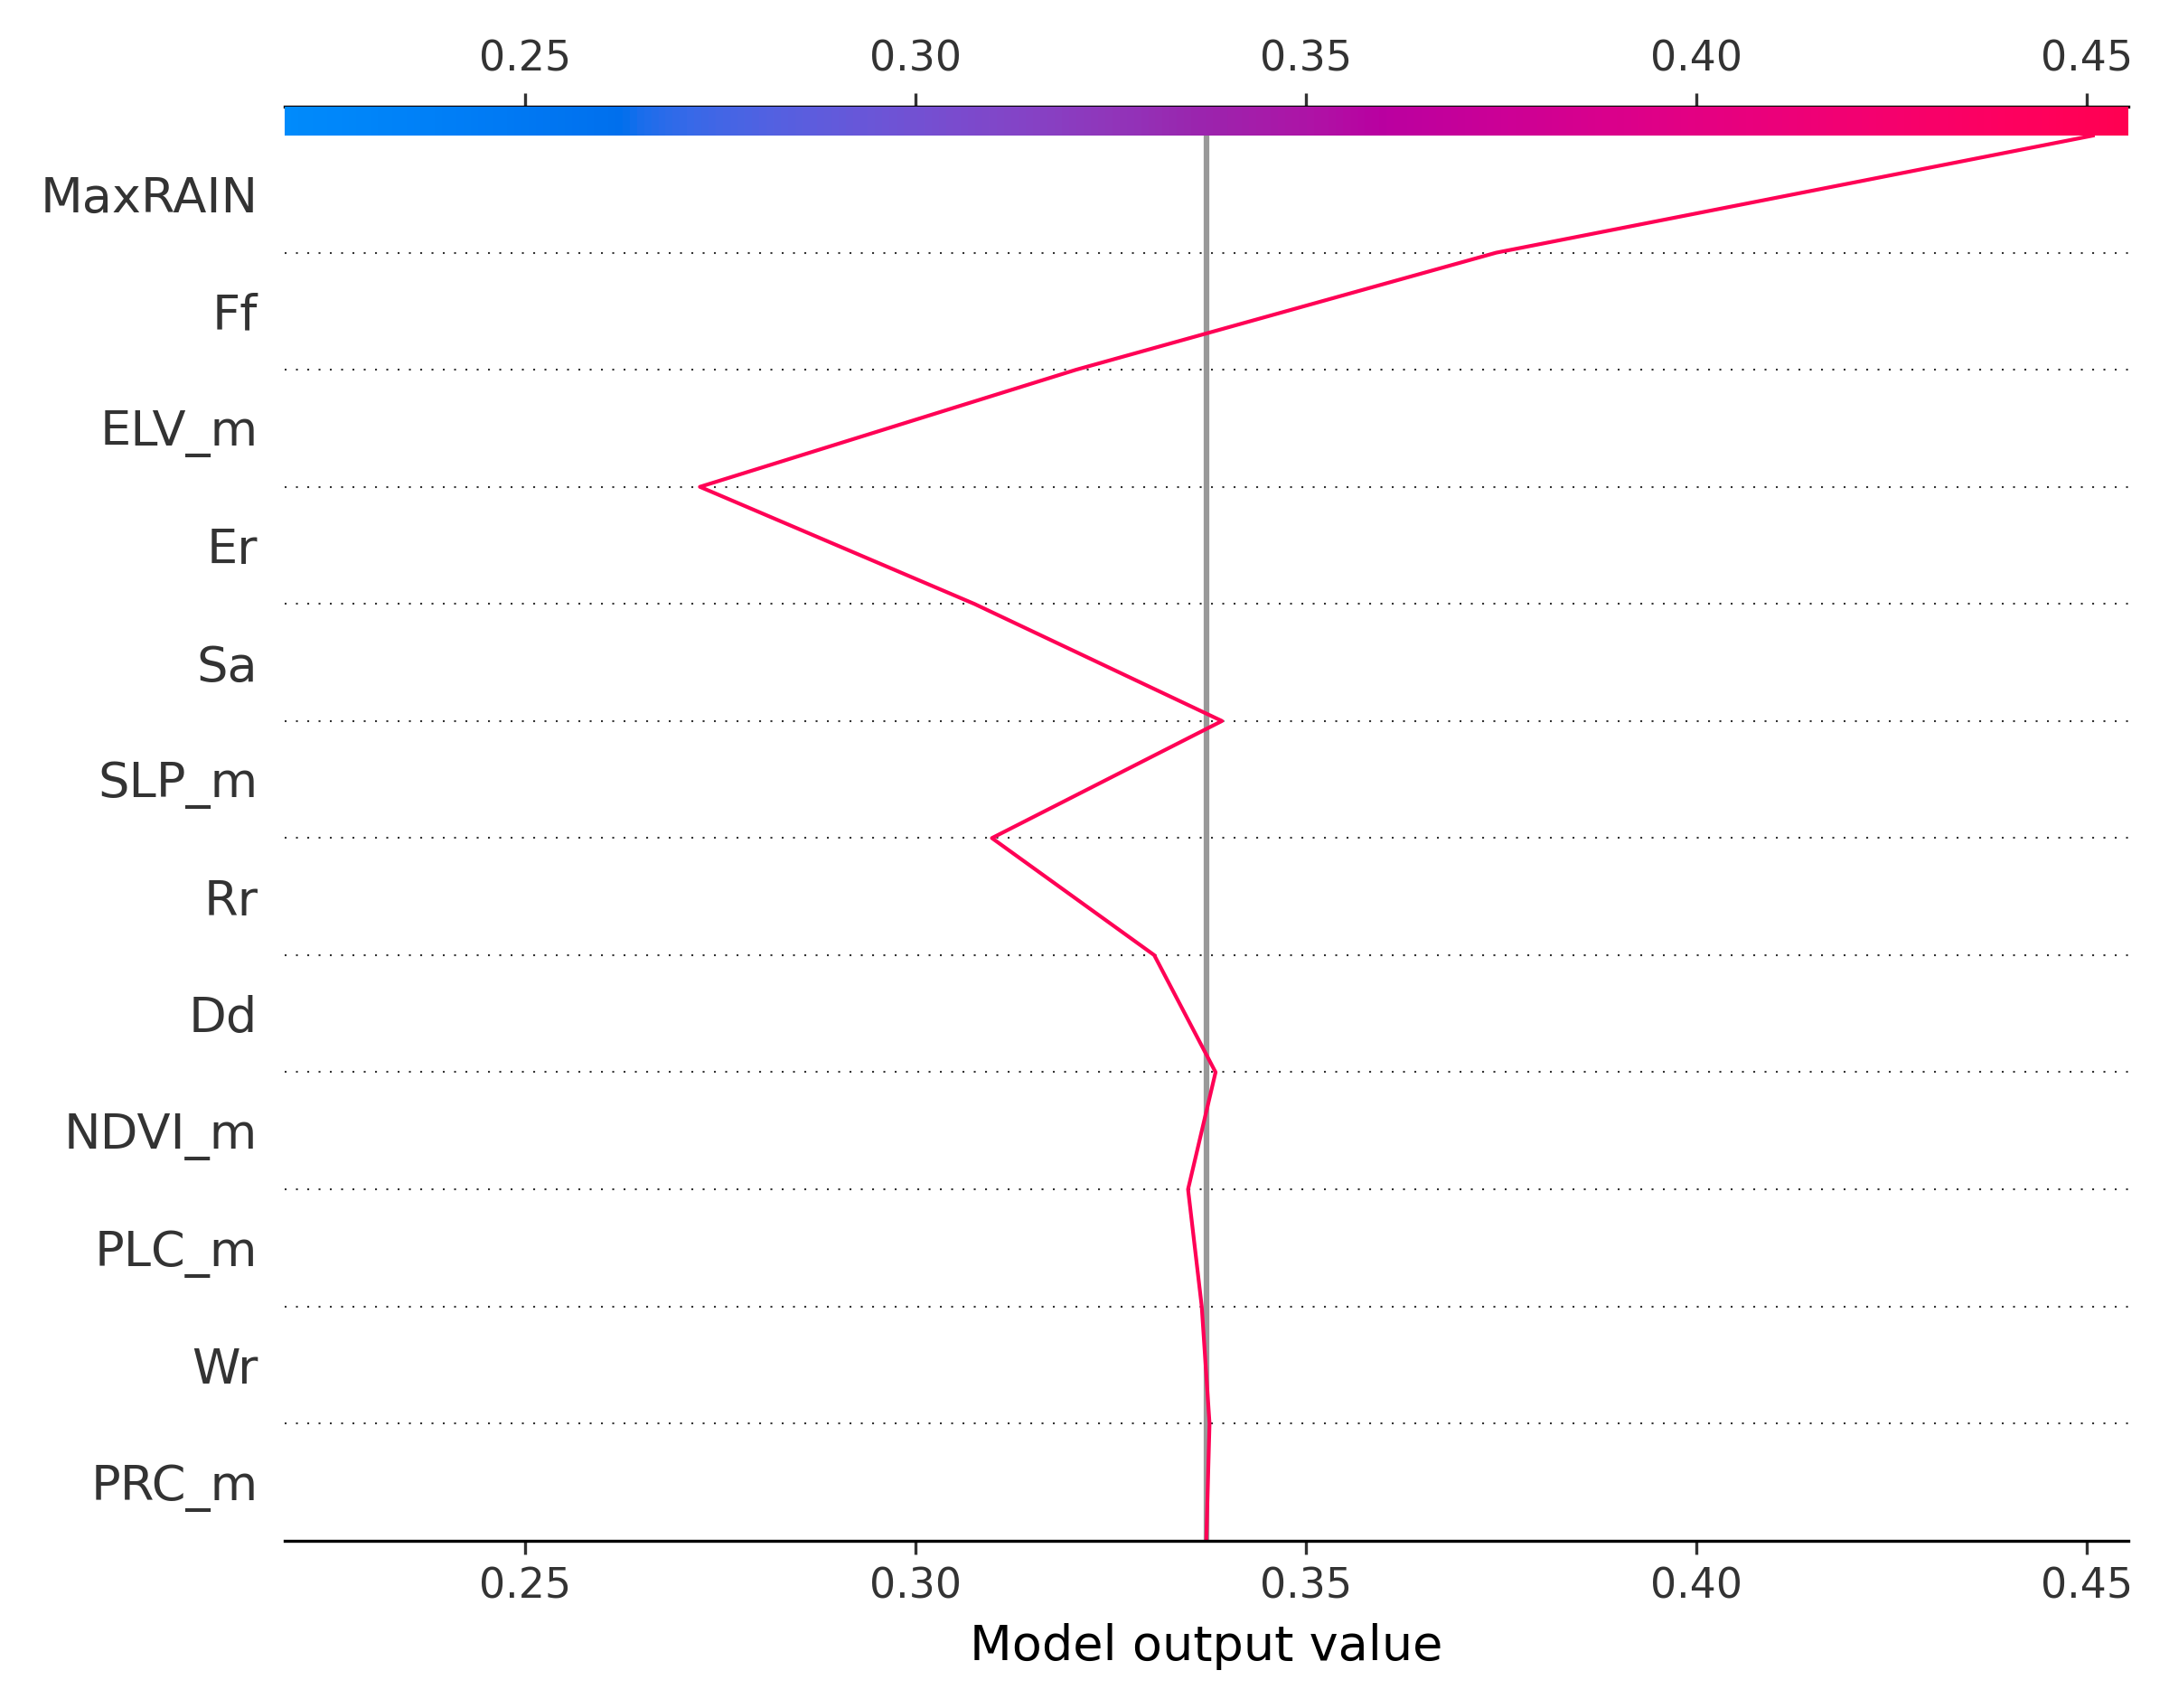 0.25 0.30 0.35 0.40 0.45
MaxRAIN
Ff
ELV_m
Er
Sa
SLP_m
Rr
Dd
NDVI_m
PLC_m
Wr
PRC_m
0.25 0.30 0.35 0.40 0.45
Model output value